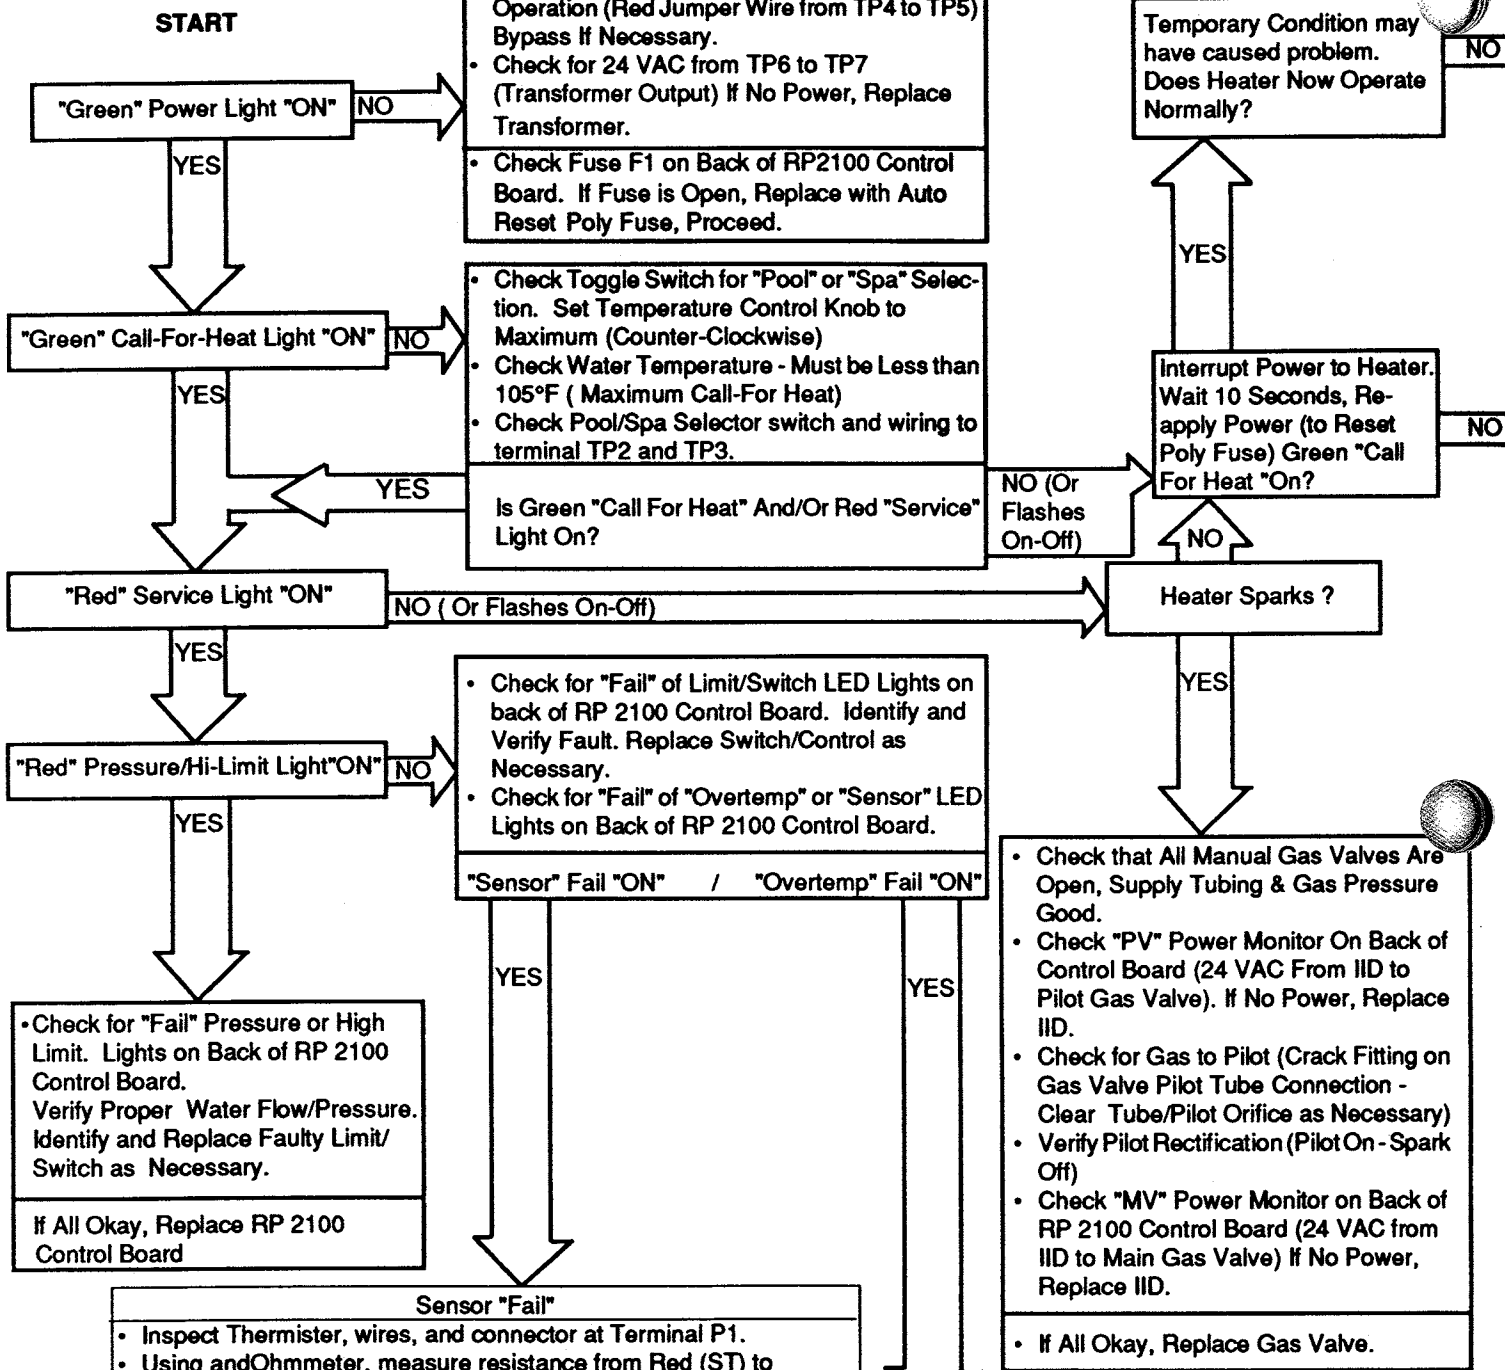 START
Operation (Red Jumper Wire from TP4 to TP5)
Bypass If Necessary.
• Check for 24 VAC from TP6 to TP7
(Transformer Output) If No Power, Replace
Transformer.
• Check Fuse F1 on Back of RP2100 Control
Board. If Fuse is Open, Replace with Auto
Reset Poly Fuse, Proceed.
"Green" Power Light "ON"
NO
YES
"Green" Call-For-Heat Light "ON"
NO
YES
• Check Toggle Switch for "Pool" or "Spa" Selec-
tion. Set Temperature Control Knob to
Maximum (Counter-Clockwise)
• Check Water Temperature - Must be Less than
105°F ( Maximum Call-For Heat)
• Check Pool/Spa Selector switch and wiring to
terminal TP2 and TP3.
Is Green "Call For Heat" And/Or Red "Service"
Light On?
YES
NO (Or
Flashes
On-Off)
Temporary Condition may
have caused problem.
Does Heater Now Operate
Normally?
NO
YES
Interrupt Power to Heater.
Wait 10 Seconds, Re-
apply Power (to Reset
Poly Fuse) Green "Call
For Heat "On?
NO
NO
Heater Sparks ?
YES
"Red" Service Light "ON"
NO ( Or Flashes On-Off)
YES
"Red" Pressure/Hi-Limit Light"ON"
NO
YES
• Check for "Fail" of Limit/Switch LED Lights on
back of RP 2100 Control Board. Identify and
Verify Fault. Replace Switch/Control as
Necessary.
• Check for "Fail" of "Overtemp" or "Sensor" LED
Lights on Back of RP 2100 Control Board.
"Sensor" Fail "ON" / "Overtemp" Fail "ON"
YES
YES
•Check for "Fail" Pressure or High
Limit. Lights on Back of RP 2100
Control Board.
Verify Proper Water Flow/Pressure.
Identify and Replace Faulty Limit/
Switch as Necessary.
If All Okay, Replace RP 2100
Control Board
• Check that All Manual Gas Valves Are
Open, Supply Tubing & Gas Pressure
Good.
• Check "PV" Power Monitor On Back of
Control Board (24 VAC From IID to
Pilot Gas Valve). If No Power, Replace
IID.
• Check for Gas to Pilot (Crack Fitting on
Gas Valve Pilot Tube Connection -
Clear Tube/Pilot Orifice as Necessary)
• Verify Pilot Rectification (Pilot On - Spark
Off)
• Check "MV" Power Monitor on Back of
RP 2100 Control Board (24 VAC from
IID to Main Gas Valve) If No Power,
Replace IID.
• If All Okay, Replace Gas Valve.
Sensor "Fail"
• Inspect Thermister, wires, and connector at Terminal P1.
• Using andOhmmeter, measure resistance from Red (ST) to